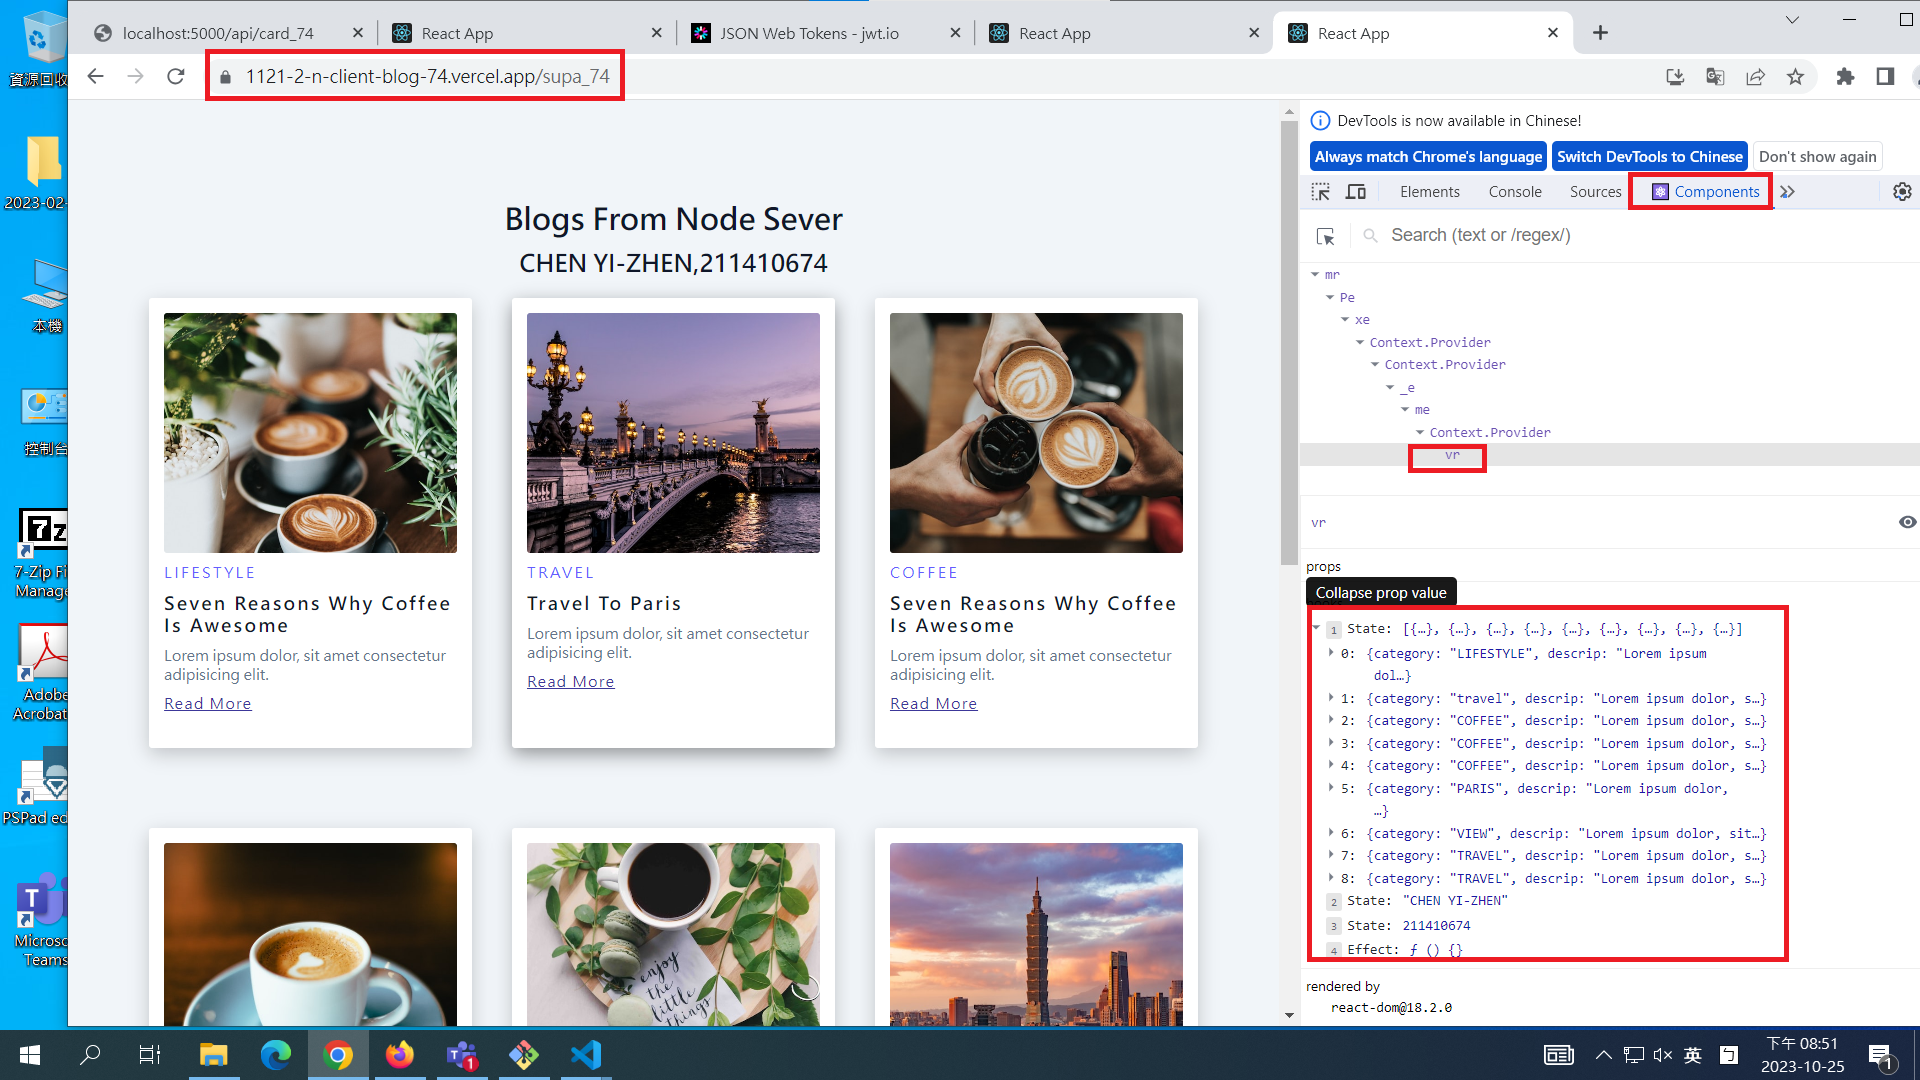 localhost:5000/api/card_74
React App
JSON Web Tokens - jwt.io
React App
React App
1121-2-n-client-blog-74.vercel.app/supa_74
資源回收
2023-02-
本機
控制台
7-Zip Fi
Manage
Adobe
Acrobat
PSPad ed
Microso
Teams
Blogs From Node Sever
CHEN YI-ZHEN,211410674
LIFESTYLE
Seven Reasons Why Coffee
Is Awesome
Lorem ipsum dolor, sit amet consectetur
adipisicing elit.
Read More
TRAVEL
Travel To Paris
Lorem ipsum dolor, sit amet consectetur
adipisicing elit.
Read More
COFFEE
Seven Reasons Why Coffee
Is Awesome
Lorem ipsum dolor, sit amet consectetur
adipisicing elit.
Read More
enjoy
the
little
things
DevTools is now available in Chinese!
Always match Chrome's language
Switch DevTools to Chinese
Don't show again
Elements
Console
Sources
Components
Search (text or /regex/)
mr
Pe
xe
Context.Provider
Context.Provider
_e
me
Context.Provider
vr
vr
props
Collapse prop value
1 State: [{…}, {…}, {…}, {…}, {…}, {…}, {…}, {…}, {…}]
0: {category: "LIFESTYLE", descrip: "Lorem ipsum
dol…}
1: {category: "travel", descrip: "Lorem ipsum dolor, s…}
2: {category: "COFFEE", descrip: "Lorem ipsum dolor, s…}
3: {category: "COFFEE", descrip: "Lorem ipsum dolor, s…}
4: {category: "COFFEE", descrip: "Lorem ipsum dolor, s…}
5: {category: "PARIS", descrip: "Lorem ipsum dolor,
…}
6: {category: "VIEW", descrip: "Lorem ipsum dolor, sit…}
7: {category: "TRAVEL", descrip: "Lorem ipsum dolor, s…}
8: {category: "TRAVEL", descrip: "Lorem ipsum dolor, s…}
2 State: "CHEN YI-ZHEN"
3 State: 211410674
4 Effect: ƒ () {}
rendered by
react-dom@18.2.0
英
下午 08:51
2023-10-25
1